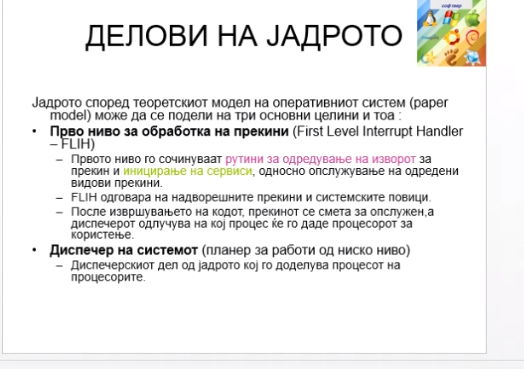 ДЕЛОВИ НА ЈАДРОТО
Јадрото според теоретскиот модел на оперативниот систем (paper
model) може да се подели на три основни целини и тоа :
• Прво ниво за обработка на прекини (First Level Interrupt Handler
– FLIH)
– Првото ниво го сочинуваат рутини за одредување на изворот за
прекин и иницирање на сервиси, односно опслужување на одредени
видови прекини.
– FLIH одговара на надворешните прекини и системските повици.
– После извршувањето на кодот, прекинот се смета за опслужен,а
диспечерот одлучува на кој процес ќе го даде процесорот за
користење.
• Диспечер на системот (планер за работи од ниско ниво)
– Диспечерскиот дел од јадрото кој го доделува процесот на
процесорите.